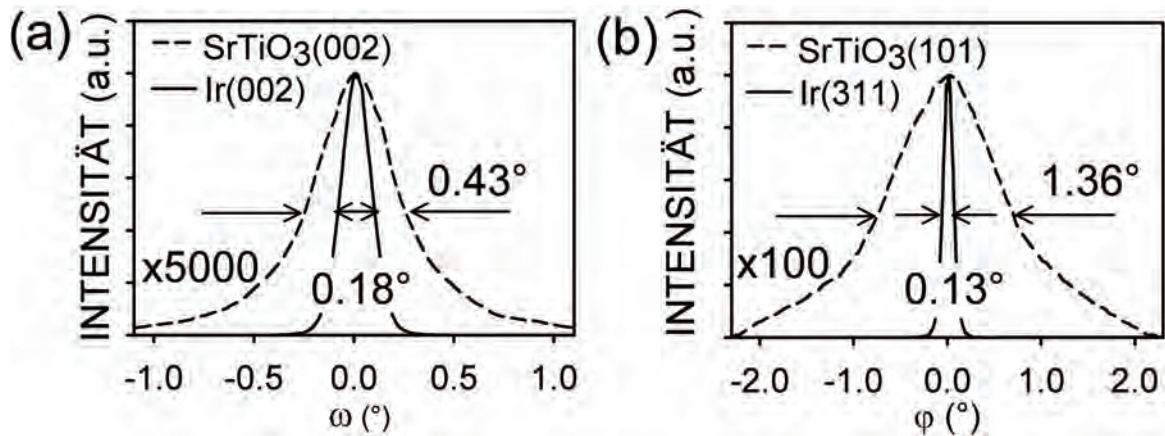 (a)
INTENSITÄT (a.u.)
SrTiO3(002)
Ir(002)
0.43°
x5000
0.18°
-1.0 -0.5 0.0 0.5 1.0
ω (°)
(b)
INTENSITÄT (a.u.)
SrTiO3(101)
Ir(311)
1.36°
x100
0.13°
-2.0 -1.0 0.0 1.0 2.0
φ (°)